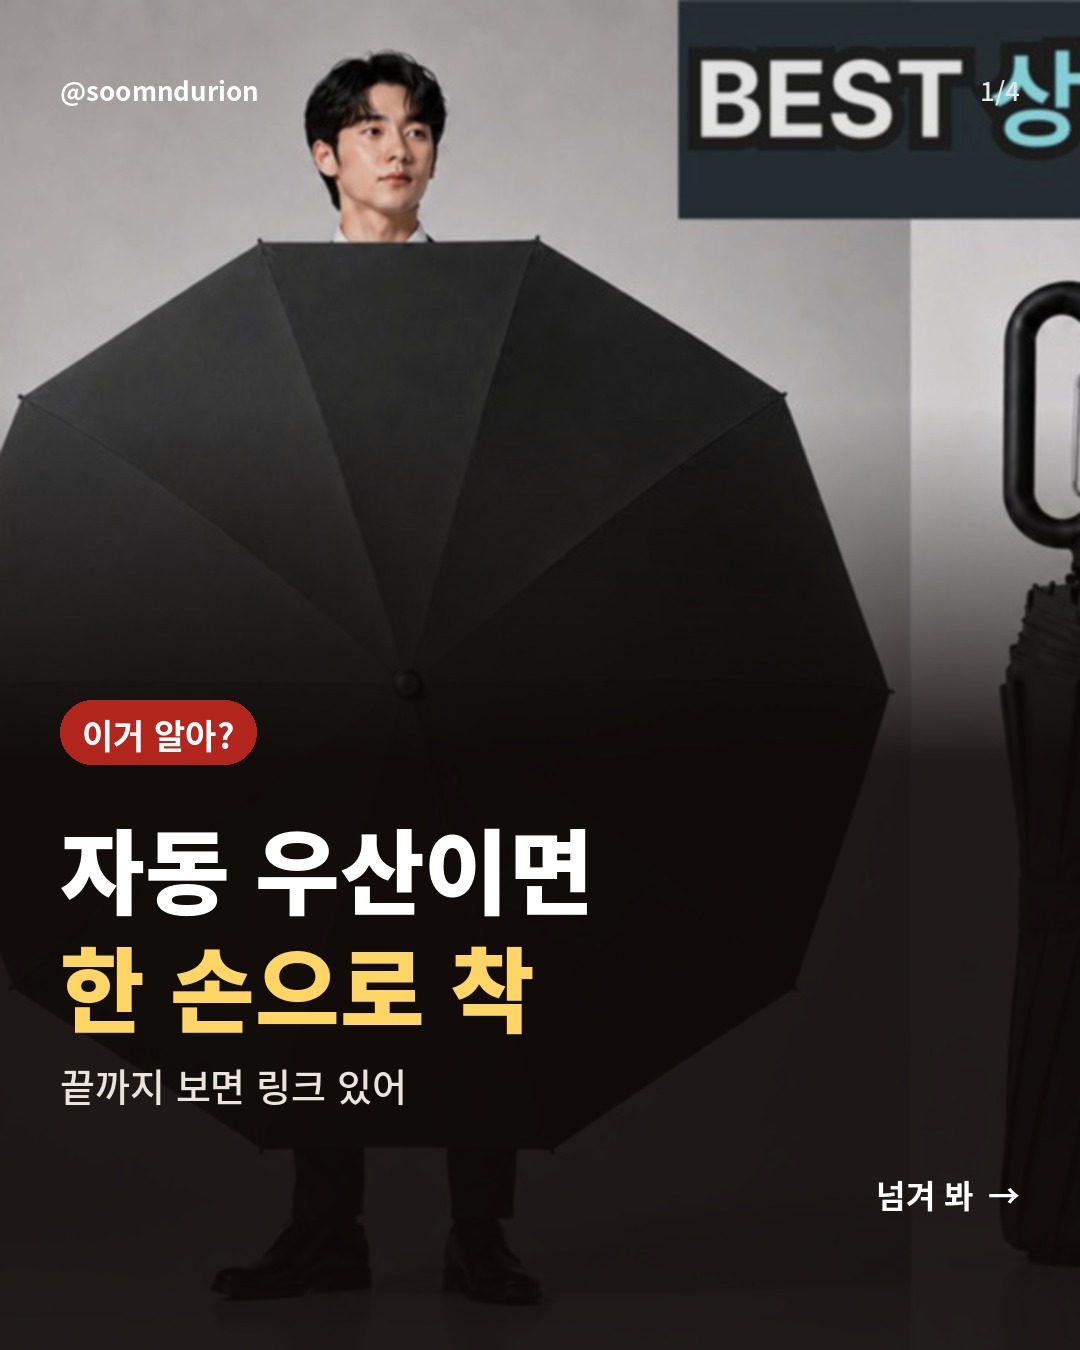 @soomndurion
BEST 상
1/4
이거 알아?
자동 우산이면
한 손으로 착
끝까지 보면 링크 있어
넘겨 봐 →